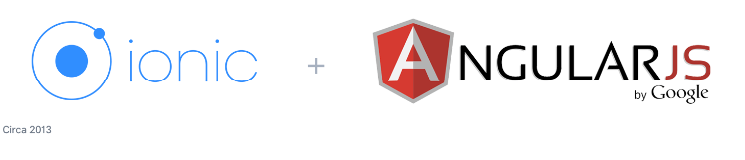 ionic + ANGULARJS
by Google
Circa 2013